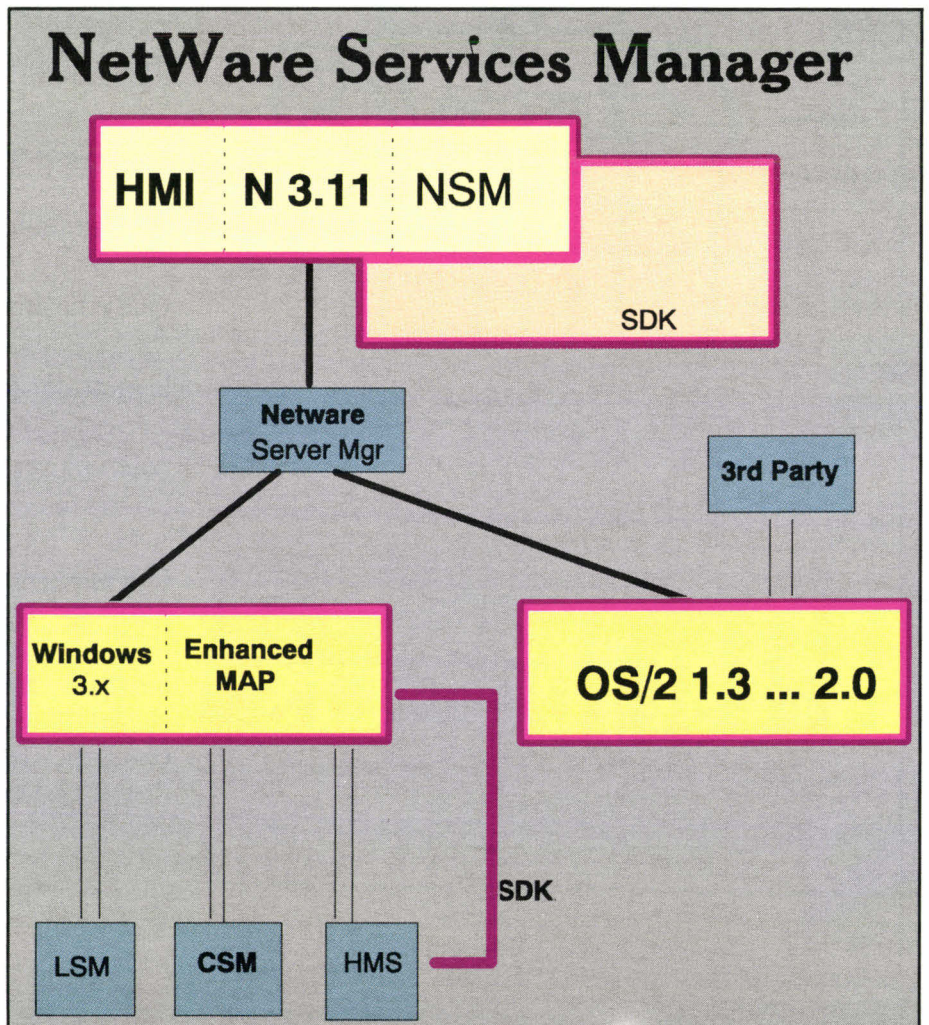 NetWare Services Manager
HMI N 3.11 NSM
SDK
Netware
Server Mgr
3rd Party
Windows
3.x
Enhanced
MAP
OS/2 1.3 ... 2.0
SDK
LSM CSM HMS